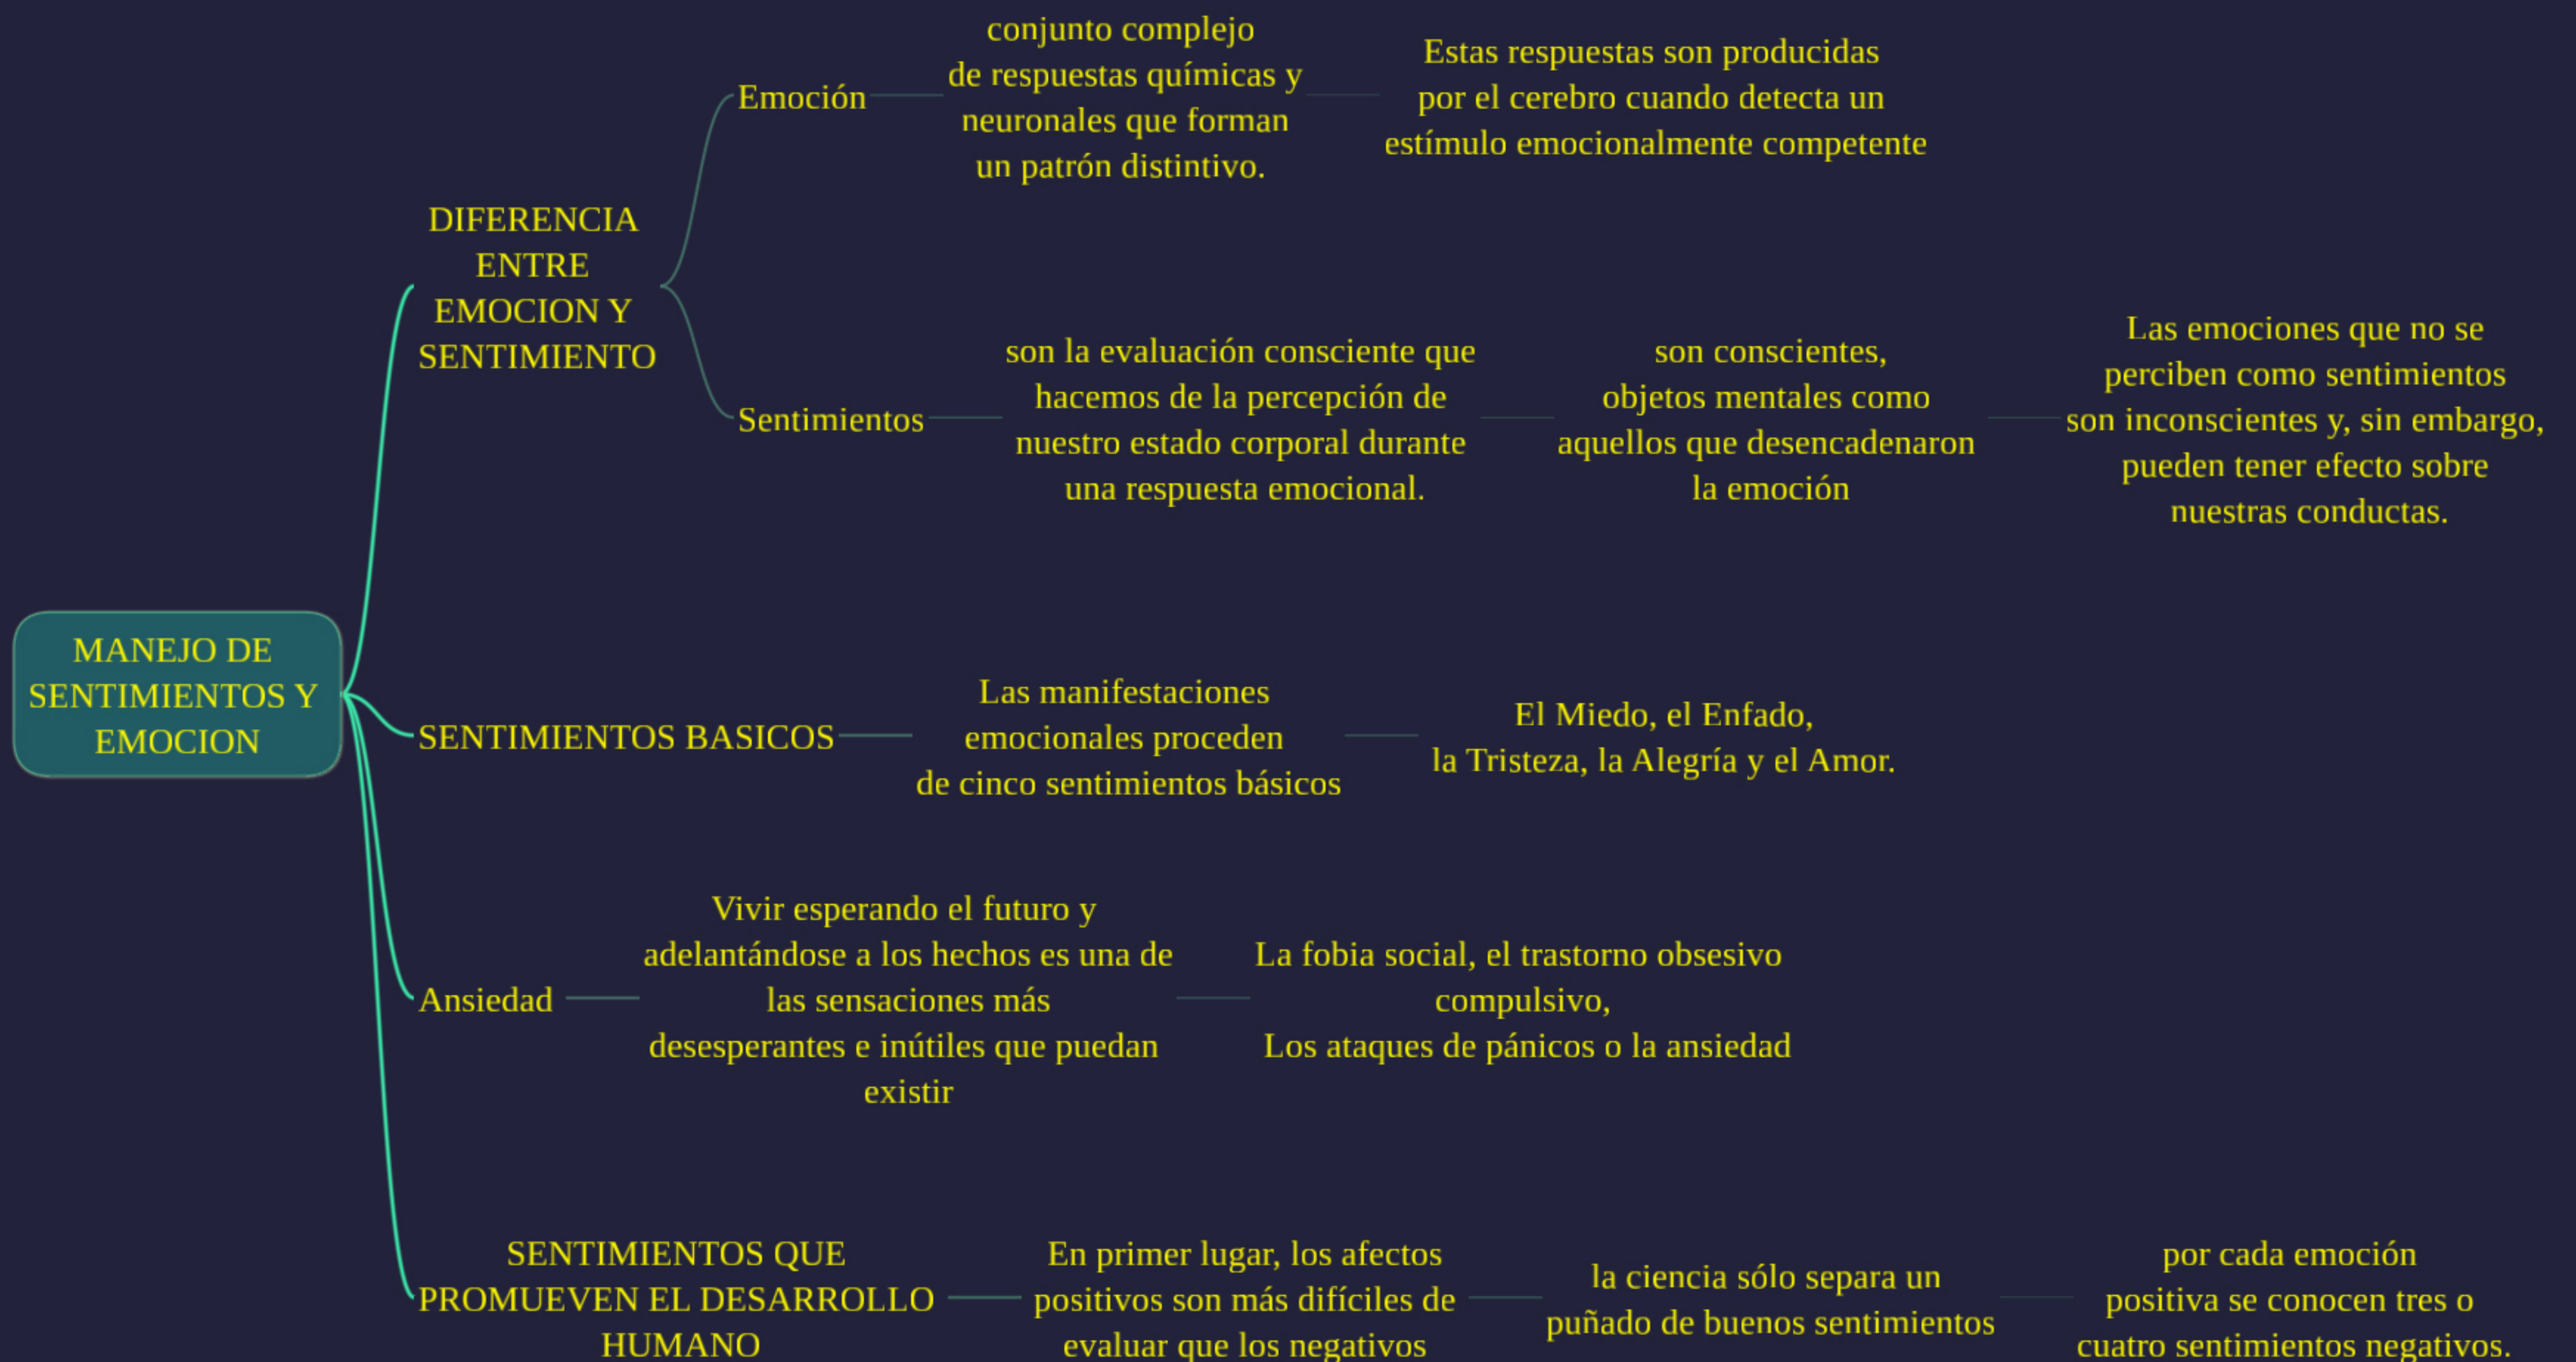 MANEJO DE
SENTIMIENTOS Y
EMOCION
DIFERENCIA
ENTRE
EMOCION Y
SENTIMIENTO
Emoción
conjunto complejo
de respuestas químicas y
neuronales que forman
un patrón distintivo.
Estas respuestas son producidas
por el cerebro cuando detecta un
estímulo emocionalmente competente
Sentimientos
son la evaluación consciente que
hacemos de la percepción de
nuestro estado corporal durante
una respuesta emocional.
son conscientes,
objetos mentales como
aquellos que desencadenaron
la emoción
Las emociones que no se
perciben como sentimientos
son inconscientes y, sin embargo,
pueden tener efecto sobre
nuestras conductas.
SENTIMIENTOS BASICOS
Las manifestaciones
emocionales proceden
de cinco sentimientos básicos
El Miedo, el Enfado,
la Tristeza, la Alegría y el Amor.
Ansiedad
Vivir esperando el futuro y
adelantándose a los hechos es una de
las sensaciones más
desesperantes e inútiles que puedan
existir
La fobia social, el trastorno obsesivo
compulsivo,
Los ataques de pánicos o la ansiedad
SENTIMIENTOS QUE
PROMUEVEN EL DESARROLLO
HUMANO
En primer lugar, los afectos
positivos son más difíciles de
evaluar que los negativos
la ciencia sólo separa un
puñado de buenos sentimientos
por cada emoción
positiva se conocen tres o
cuatro sentimientos negativos.